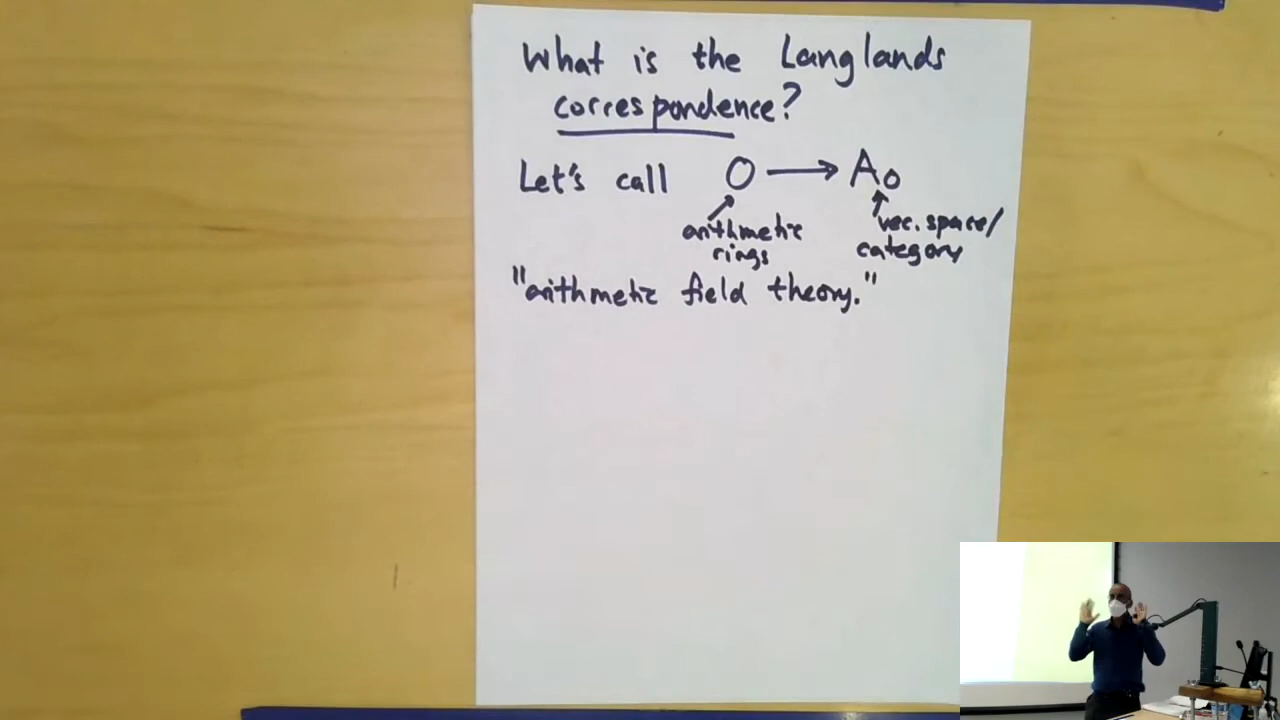 What is the Langlands
correspondence?
Let's call O → A_O
arithmetic
rings
vec. space/
category
"arithmetic field theory."